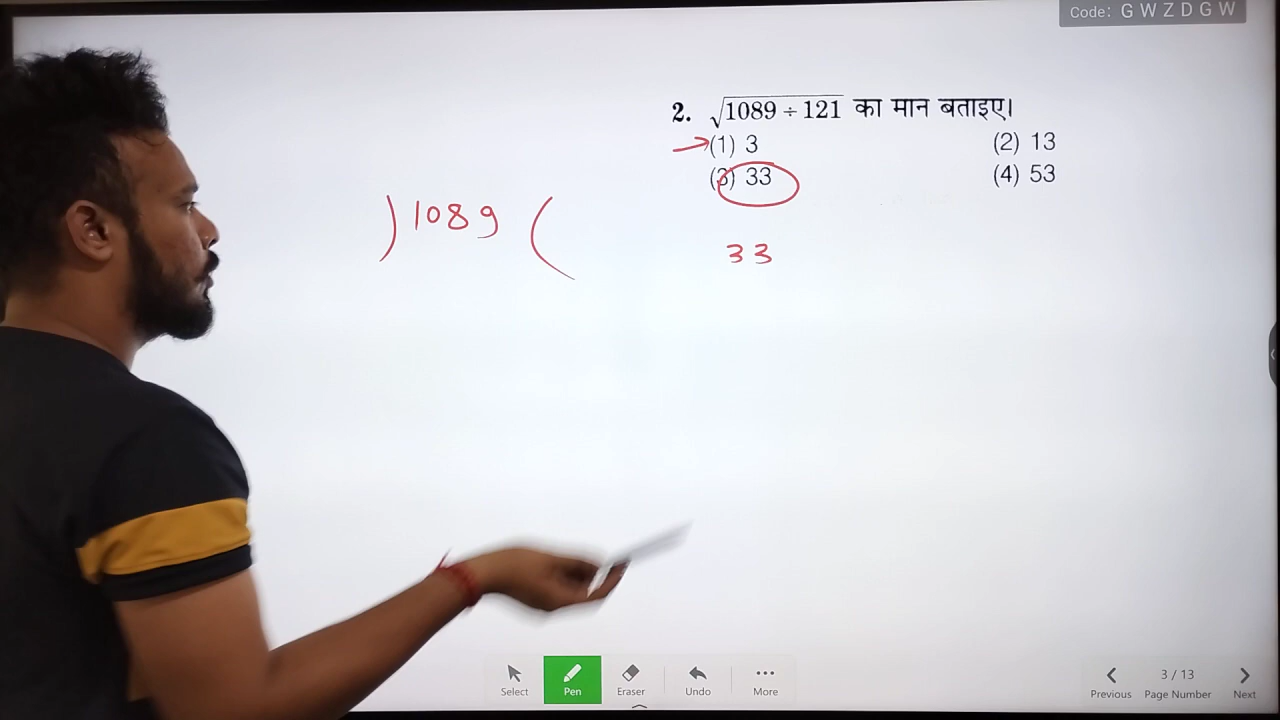 Code: G W Z D G W
2. √1089 ÷ 121 का मान बताइए।
(1) 3 (2) 13
(3) 33 (4) 53
) 1089 (
33
Select Pen Eraser Undo More
Previous 3 / 13 Page Number Next